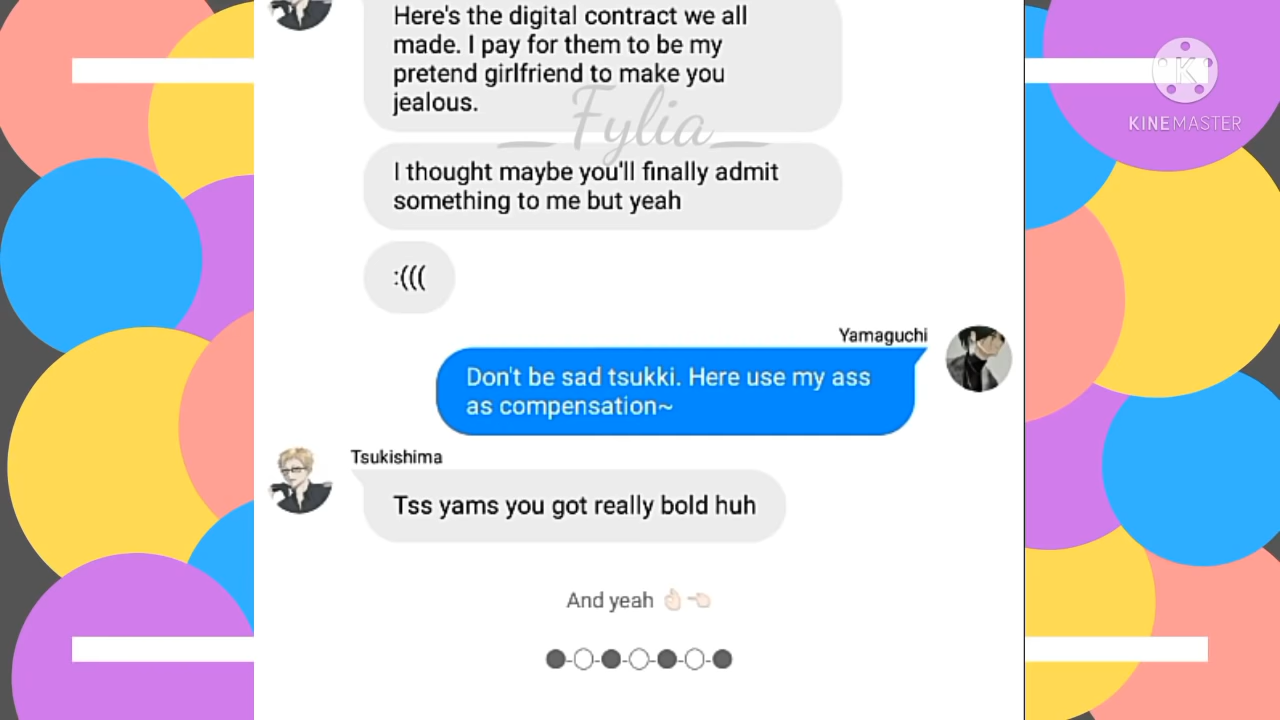 Here's the digital contract we all
made. I pay for them to be my
pretend girlfriend to make you
jealous.
_Fylia_
KINEMASTER
I thought maybe you'll finally admit
something to me but yeah
:(((
Yamaguchi
Don't be sad tsukki. Here use my ass
as compensation~
Tsukishima
Tss yams you got really bold huh
And yeah 👌🏻👈🏻